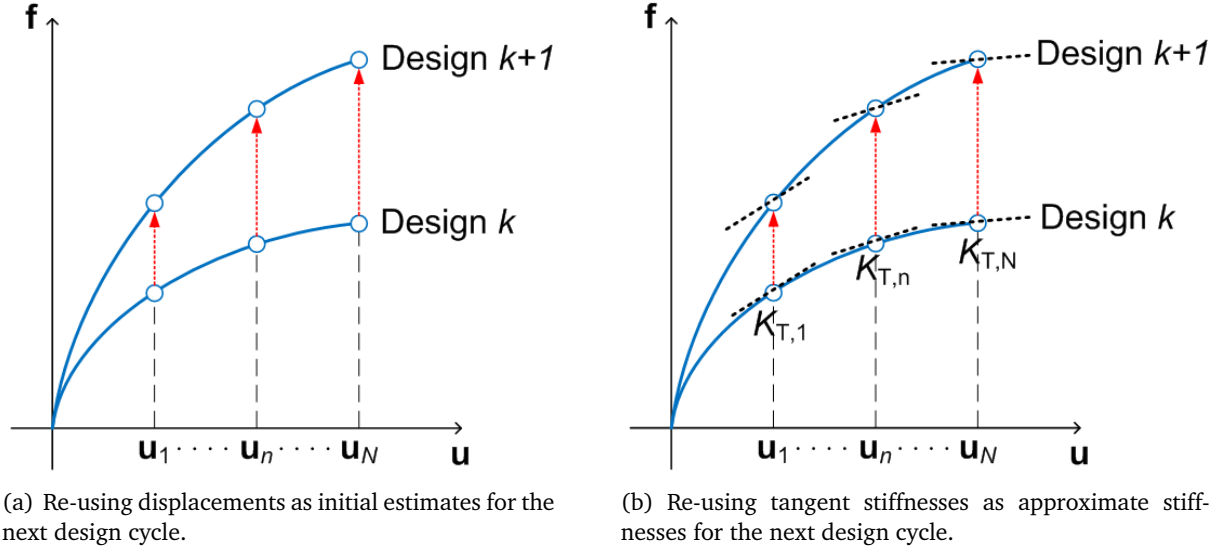 f
Design k+1
Design k
u1 ···· un ···· uN
u
(a) Re-using displacements as initial estimates for the
next design cycle.
f
Design k+1
Design k
KT,1
KT,n
KT,N
u1 ···· un ···· uN
u
(b) Re-using tangent stiffnesses as approximate stiff-
nesses for the next design cycle.